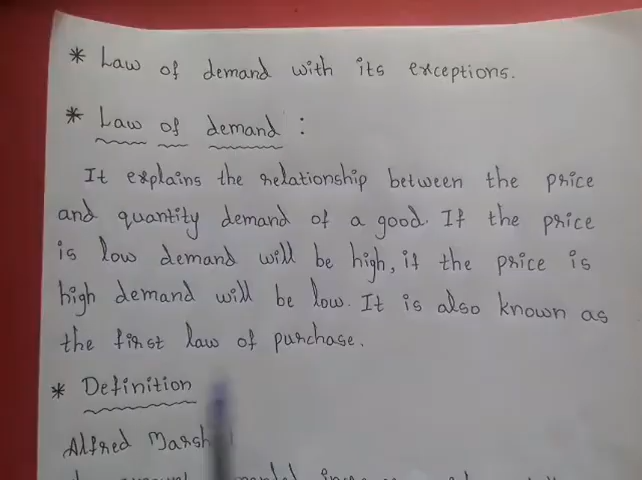 * Law of demand with its exceptions.
* Law of demand :
It explains the relationship between the price
and quantity demand of a good. If the price
is low demand will be high, if the price is
high demand will be low. It is also known as
the first law of purchase.
* Definition
Alfred